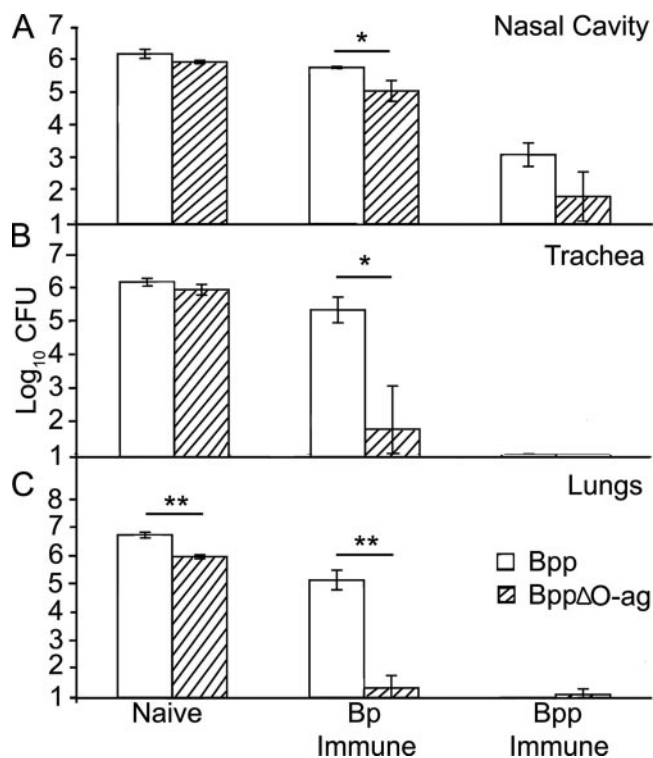 A
Nasal Cavity
7
6
5
4
3
2
1
*
B
Trachea
7
6
5
4
3
2
1
*
Log10 CFU
C
Lungs
8
7
6
5
4
3
2
1
**
**
Bpp
BppΔO-ag
Naive
Bp
Immune
Bpp
Immune